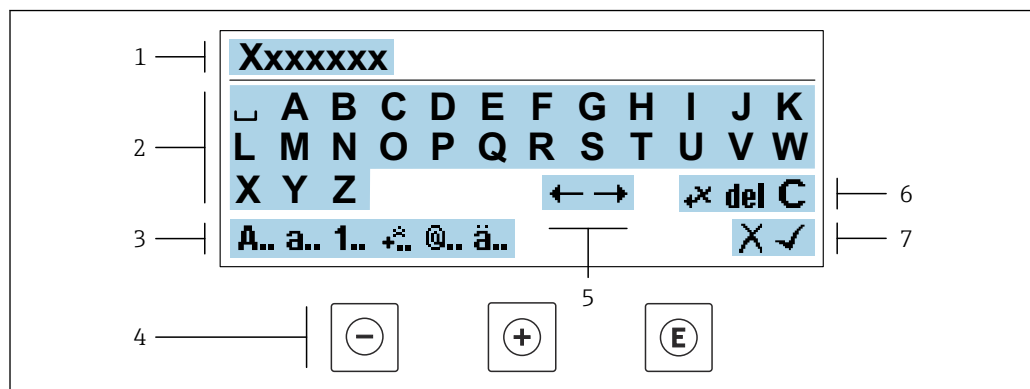 1 Xxxxxxx
2 ␣ A B C D E F G H I J K
L M N O P Q R S T U V W
X Y Z ← → ⤶x del C 6
3 A.. a.. 1.. +*.. @.. ä.. X ✓ 7
5
4 − + E